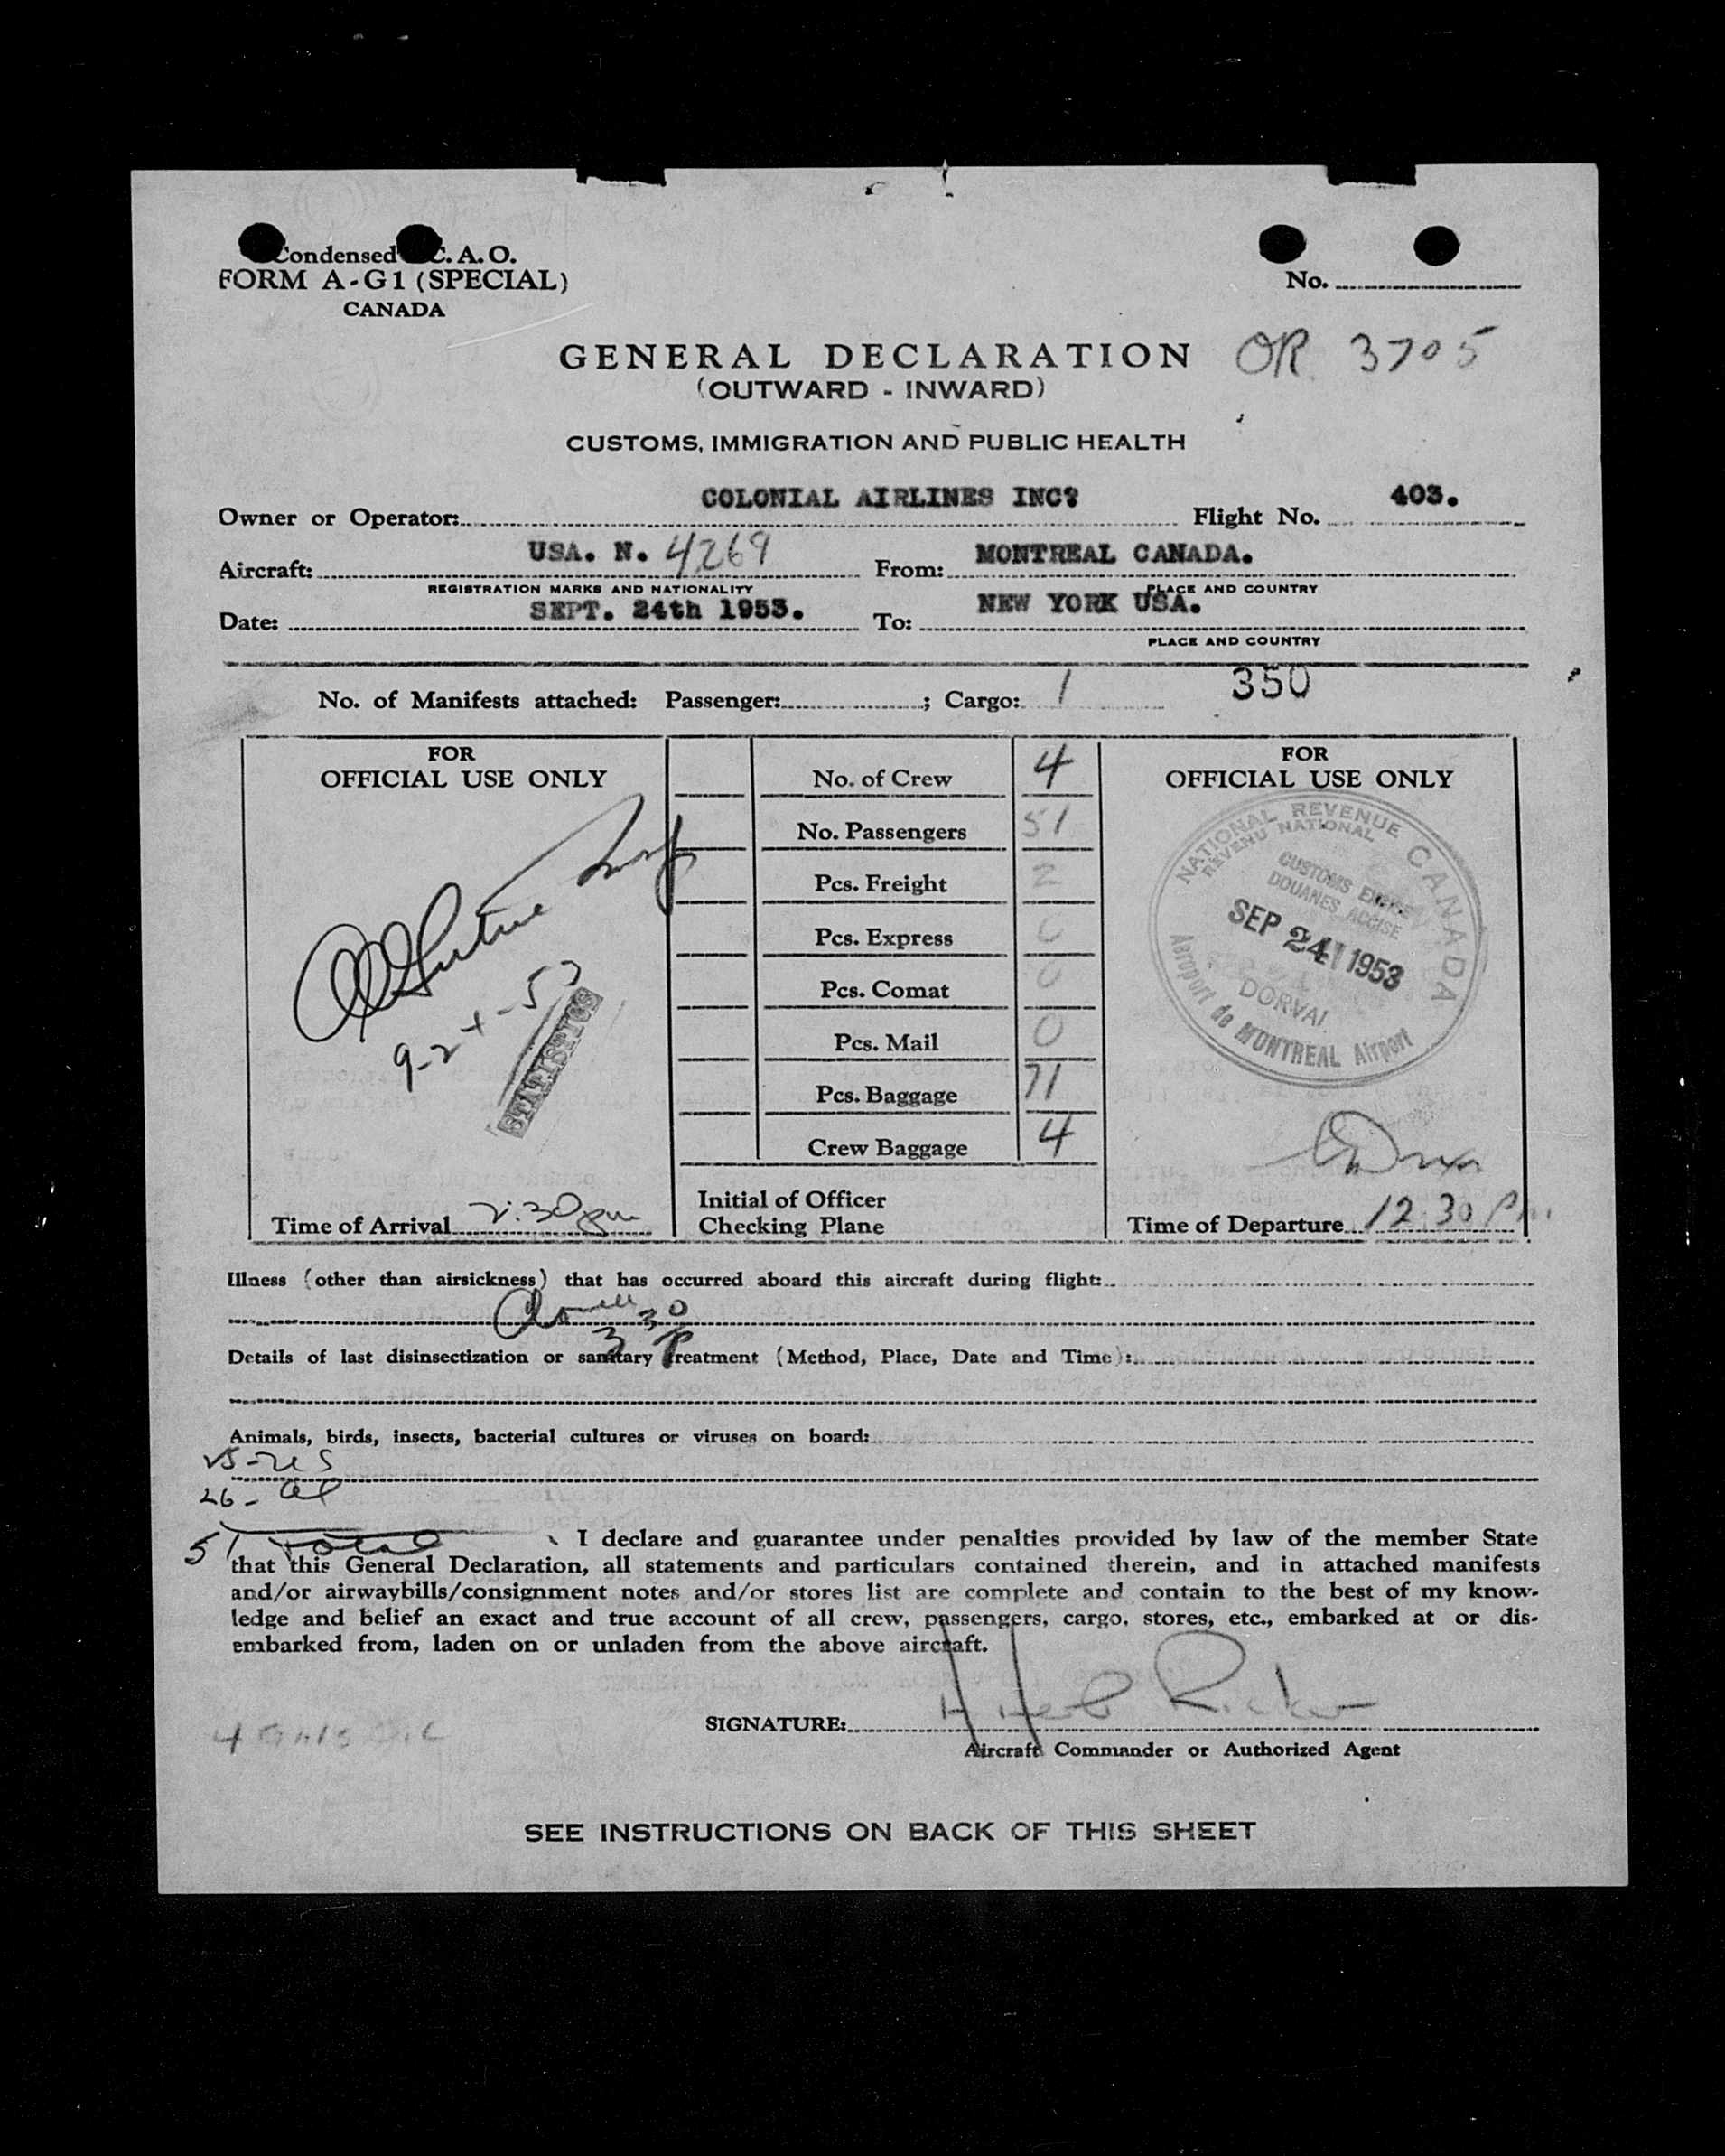 Condensed C. A. O.
FORM A-G1 (SPECIAL)
CANADA
No.
GENERAL DECLARATION
OR 3705
(OUTWARD - INWARD)
CUSTOMS, IMMIGRATION AND PUBLIC HEALTH
Owner or Operator: COLONIAL AIRLINES INC? Flight No. 403.
Aircraft: USA. N. 4269 From: MONTREAL CANADA.
REGISTRATION MARKS AND NATIONALITY PLACE AND COUNTRY
Date: SEPT. 24th 1953. To: NEW YORK USA.
PLACE AND COUNTRY
No. of Manifests attached: Passenger: ; Cargo: 1 350
FOR
OFFICIAL USE ONLY
9-24-53
STATISTICS
Time of Arrival 2:30 pm
No. of Crew 4
No. Passengers 51
Pcs. Freight 2
Pcs. Express 0
Pcs. Comat 0
Pcs. Mail 0
Pcs. Baggage 71
Crew Baggage 4
Initial of Officer
Checking Plane
FOR
OFFICIAL USE ONLY
NATIONAL REVENUE CANADA
REVENU NATIONAL
CUSTOMS EXCISE
DOUANES ACCISE
SEP 24 1953
DORVAL
Aeroport de MONTREAL Airport
Time of Departure 12 30 Pm.
Illness (other than airsickness) that has occurred aboard this aircraft during flight:
330
Details of last disinsectization or sanitary treatment (Method, Place, Date and Time):
Animals, birds, insects, bacterial cultures or viruses on board:
25-US
26- al
51 Total
I declare and guarantee under penalties provided by law of the member State
that this General Declaration, all statements and particulars contained therein, and in attached manifests
and/or airwaybills/consignment notes and/or stores list are complete and contain to the best of my know-
ledge and belief an exact and true account of all crew, passengers, cargo, stores, etc., embarked at or dis-
embarked from, laden on or unladen from the above aircraft.
SIGNATURE: H Herb Ricker
Aircraft Commander or Authorized Agent
SEE INSTRUCTIONS ON BACK OF THIS SHEET